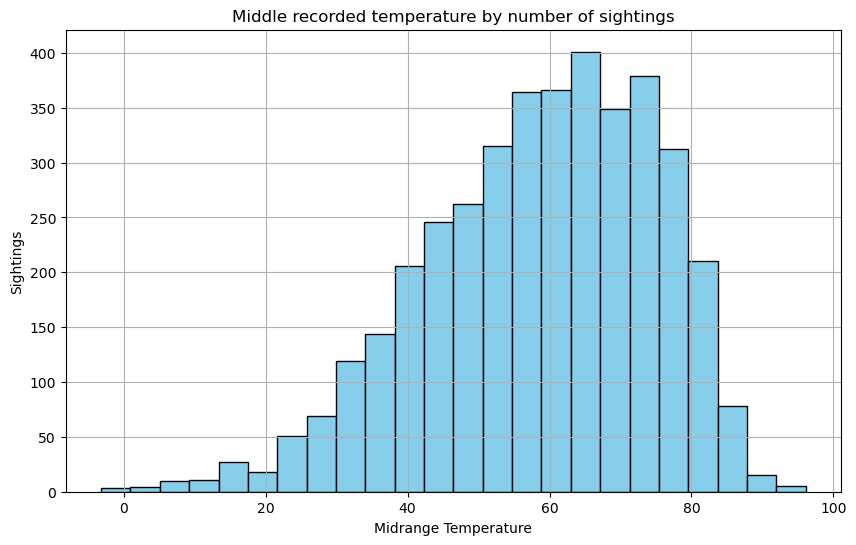 Middle recorded temperature by number of sightings
400
350
300
250
200
150
100
50
0
Sightings
0 20 40 60 80 100
Midrange Temperature